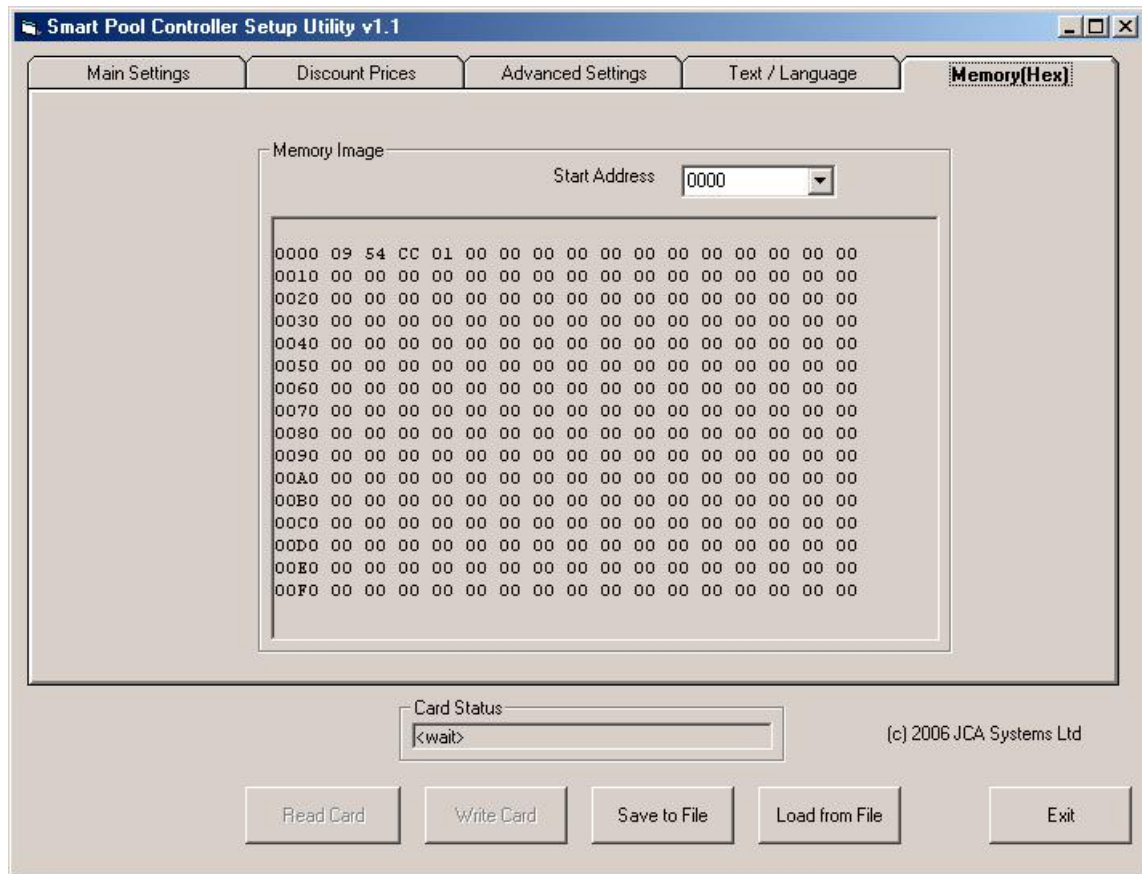 Smart Pool Controller Setup Utility v1.1
Main Settings Discount Prices Advanced Settings Text / Language Memory(Hex)
Memory Image
Start Address 0000
0000 09 54 CC 01 00 00 00 00 00 00 00 00 00 00 00 00
0010 00 00 00 00 00 00 00 00 00 00 00 00 00 00 00 00
0020 00 00 00 00 00 00 00 00 00 00 00 00 00 00 00 00
0030 00 00 00 00 00 00 00 00 00 00 00 00 00 00 00 00
0040 00 00 00 00 00 00 00 00 00 00 00 00 00 00 00 00
0050 00 00 00 00 00 00 00 00 00 00 00 00 00 00 00 00
0060 00 00 00 00 00 00 00 00 00 00 00 00 00 00 00 00
0070 00 00 00 00 00 00 00 00 00 00 00 00 00 00 00 00
0080 00 00 00 00 00 00 00 00 00 00 00 00 00 00 00 00
0090 00 00 00 00 00 00 00 00 00 00 00 00 00 00 00 00
00A0 00 00 00 00 00 00 00 00 00 00 00 00 00 00 00 00
00B0 00 00 00 00 00 00 00 00 00 00 00 00 00 00 00 00
00C0 00 00 00 00 00 00 00 00 00 00 00 00 00 00 00 00
00D0 00 00 00 00 00 00 00 00 00 00 00 00 00 00 00 00
00E0 00 00 00 00 00 00 00 00 00 00 00 00 00 00 00 00
00F0 00 00 00 00 00 00 00 00 00 00 00 00 00 00 00 00
Card Status
<wait>
(c) 2006 JCA Systems Ltd
Read Card Write Card Save to File Load from File Exit